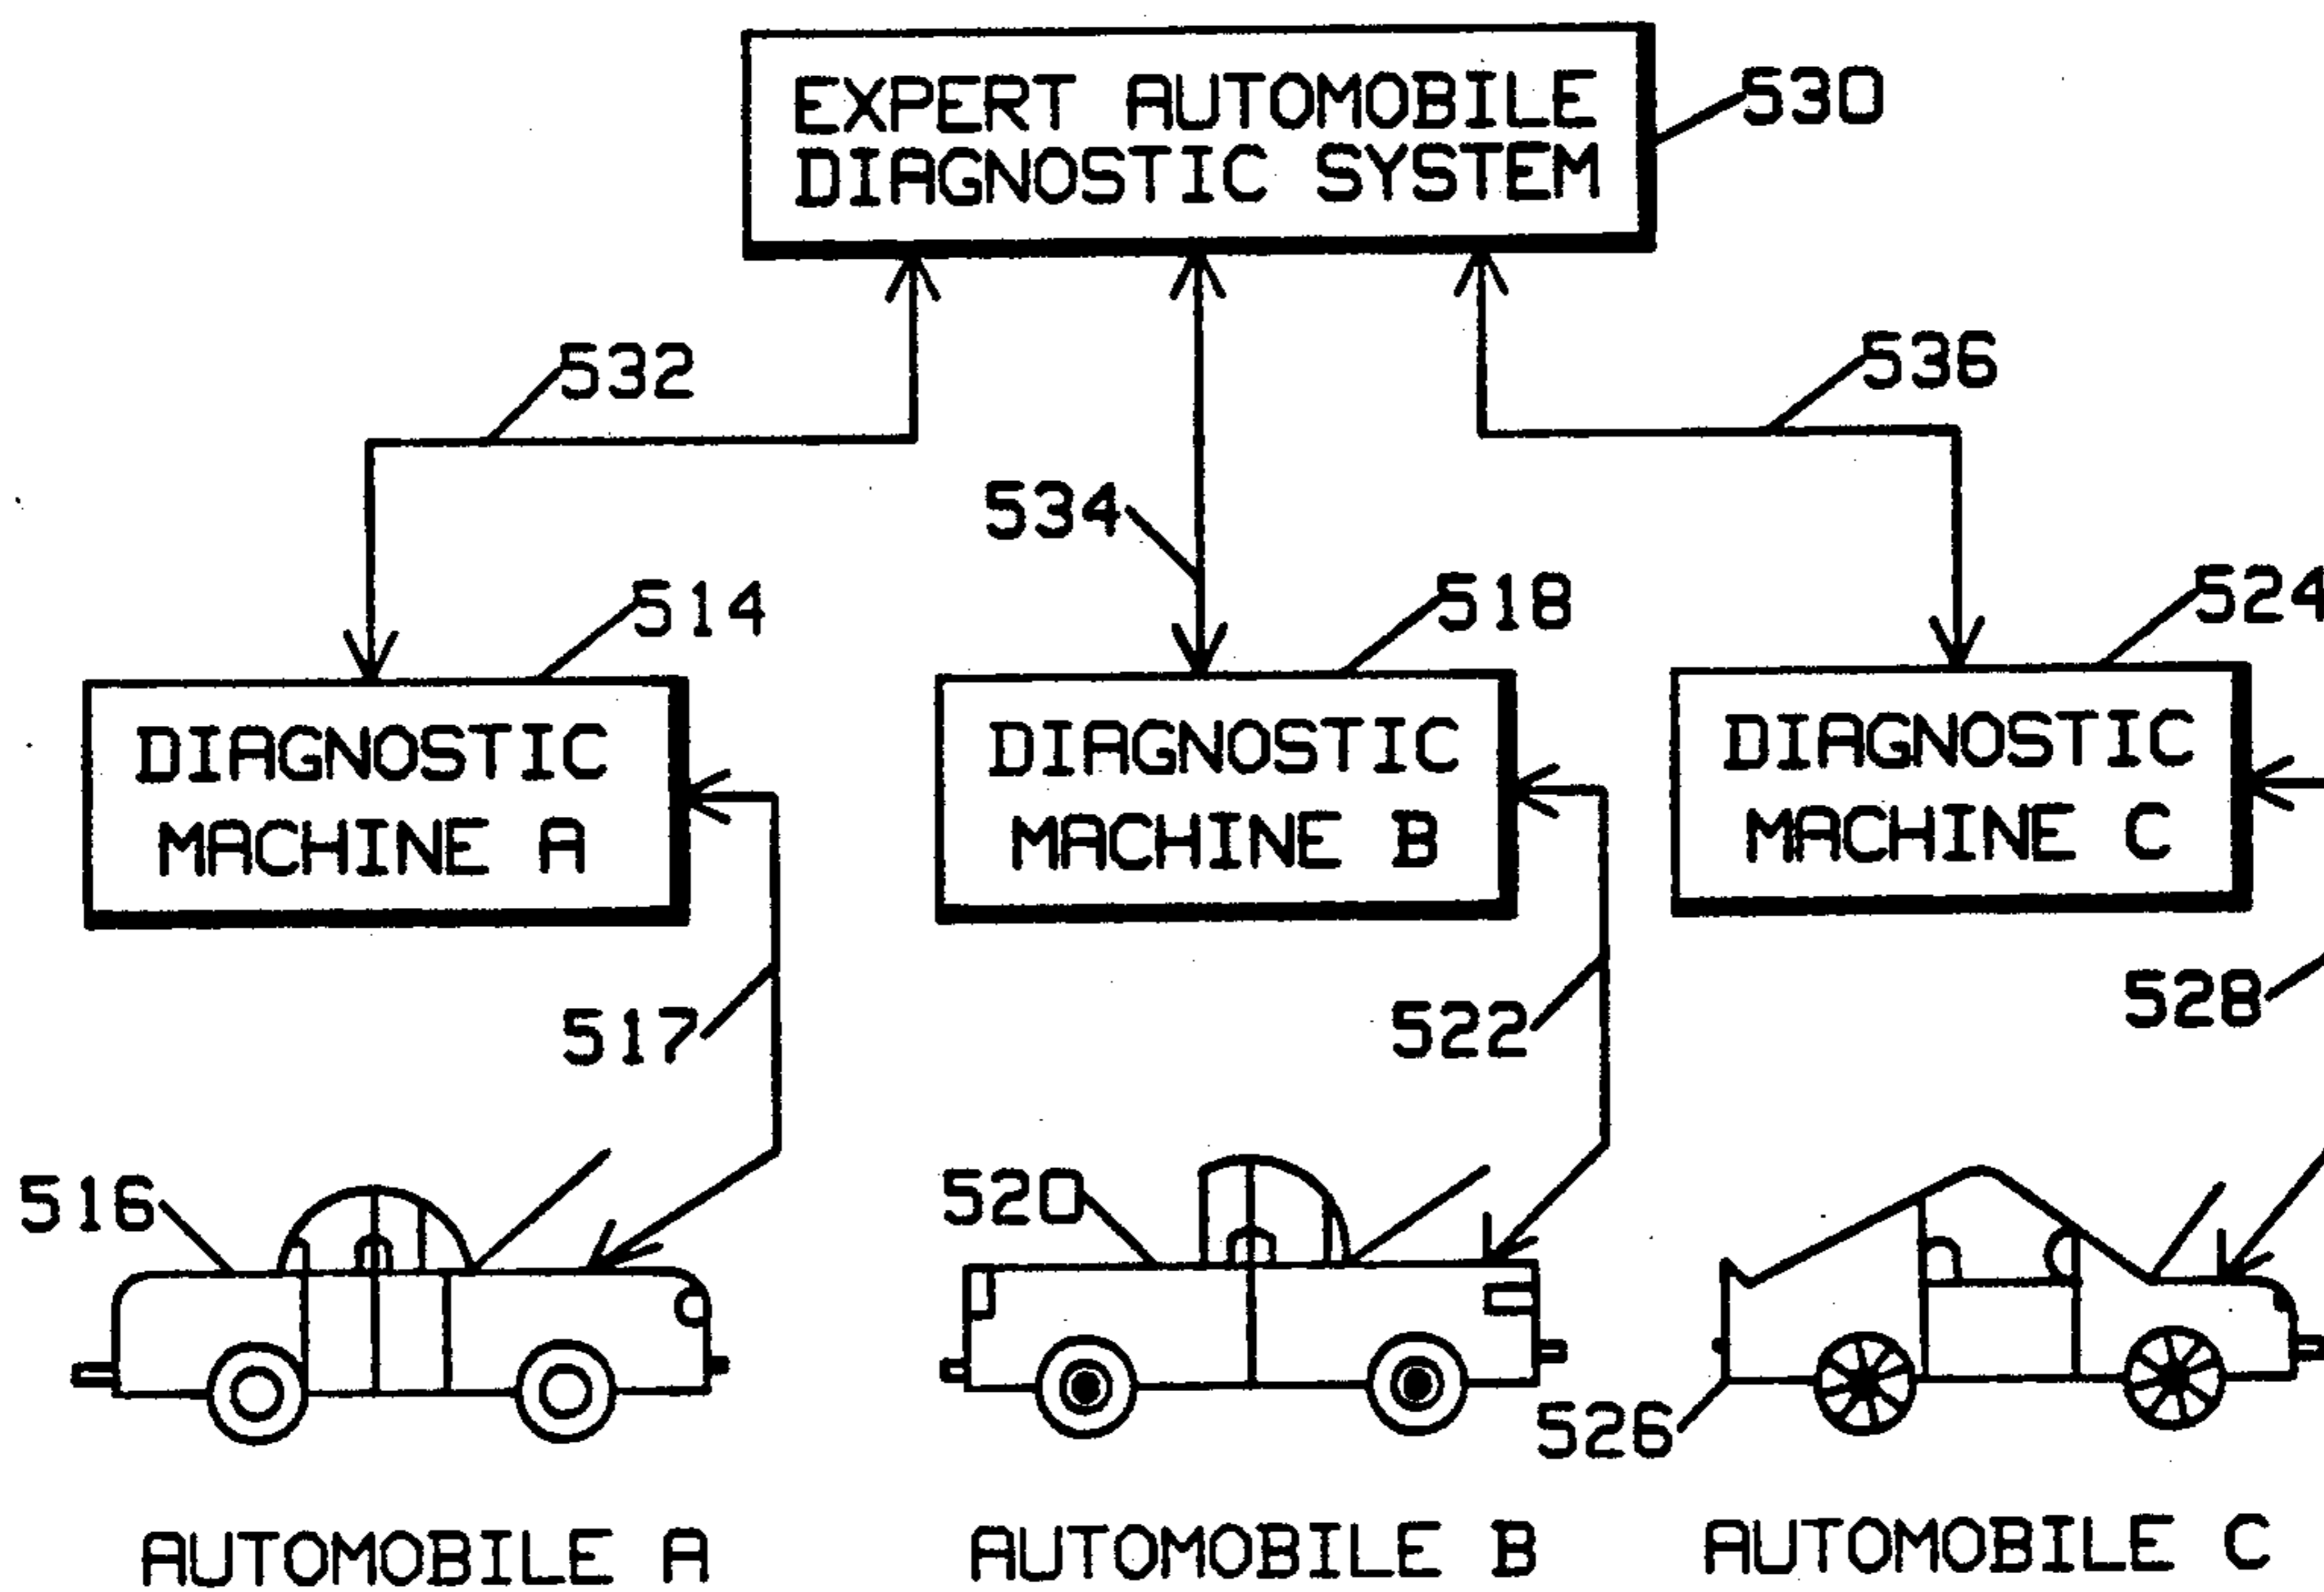 EXPERT AUTOMOBILE
DIAGNOSTIC SYSTEM
530
532
536
534
514
518
524
DIAGNOSTIC
MACHINE A
DIAGNOSTIC
MACHINE B
DIAGNOSTIC
MACHINE C
517
522
528
516
520
526
AUTOMOBILE A
AUTOMOBILE B
AUTOMOBILE C